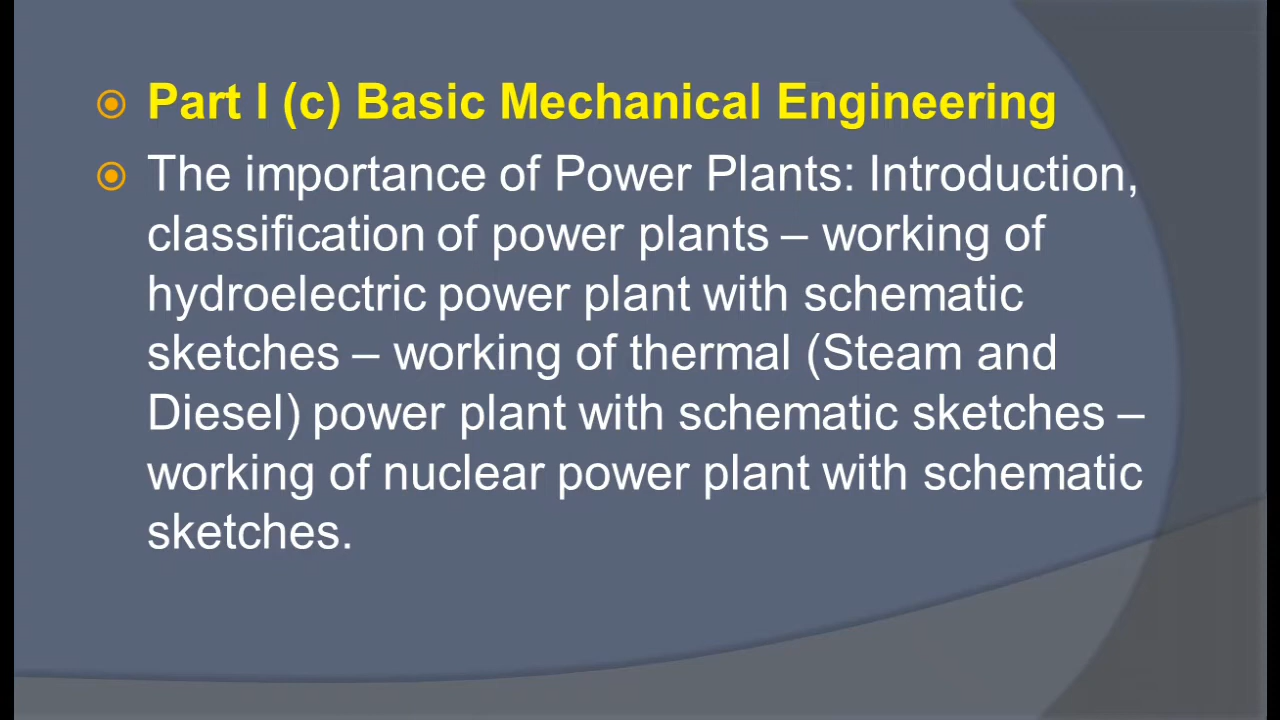 Part I (c) Basic Mechanical Engineering
The importance of Power Plants: Introduction,
classification of power plants – working of
hydroelectric power plant with schematic
sketches – working of thermal (Steam and
Diesel) power plant with schematic sketches –
working of nuclear power plant with schematic
sketches.